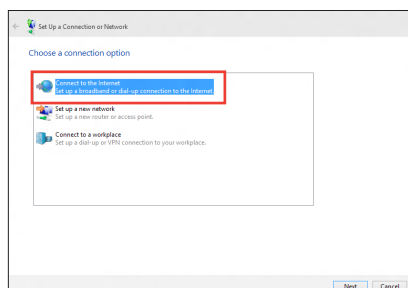 Set Up a Connection or Network
Choose a connection option
Connect to the Internet
Set up a broadband or dial-up connection to the Internet.
Set up a new network
Set up a new router or access point.
Connect to a workplace
Set up a dial-up or VPN connection to your workplace.
Next Cancel